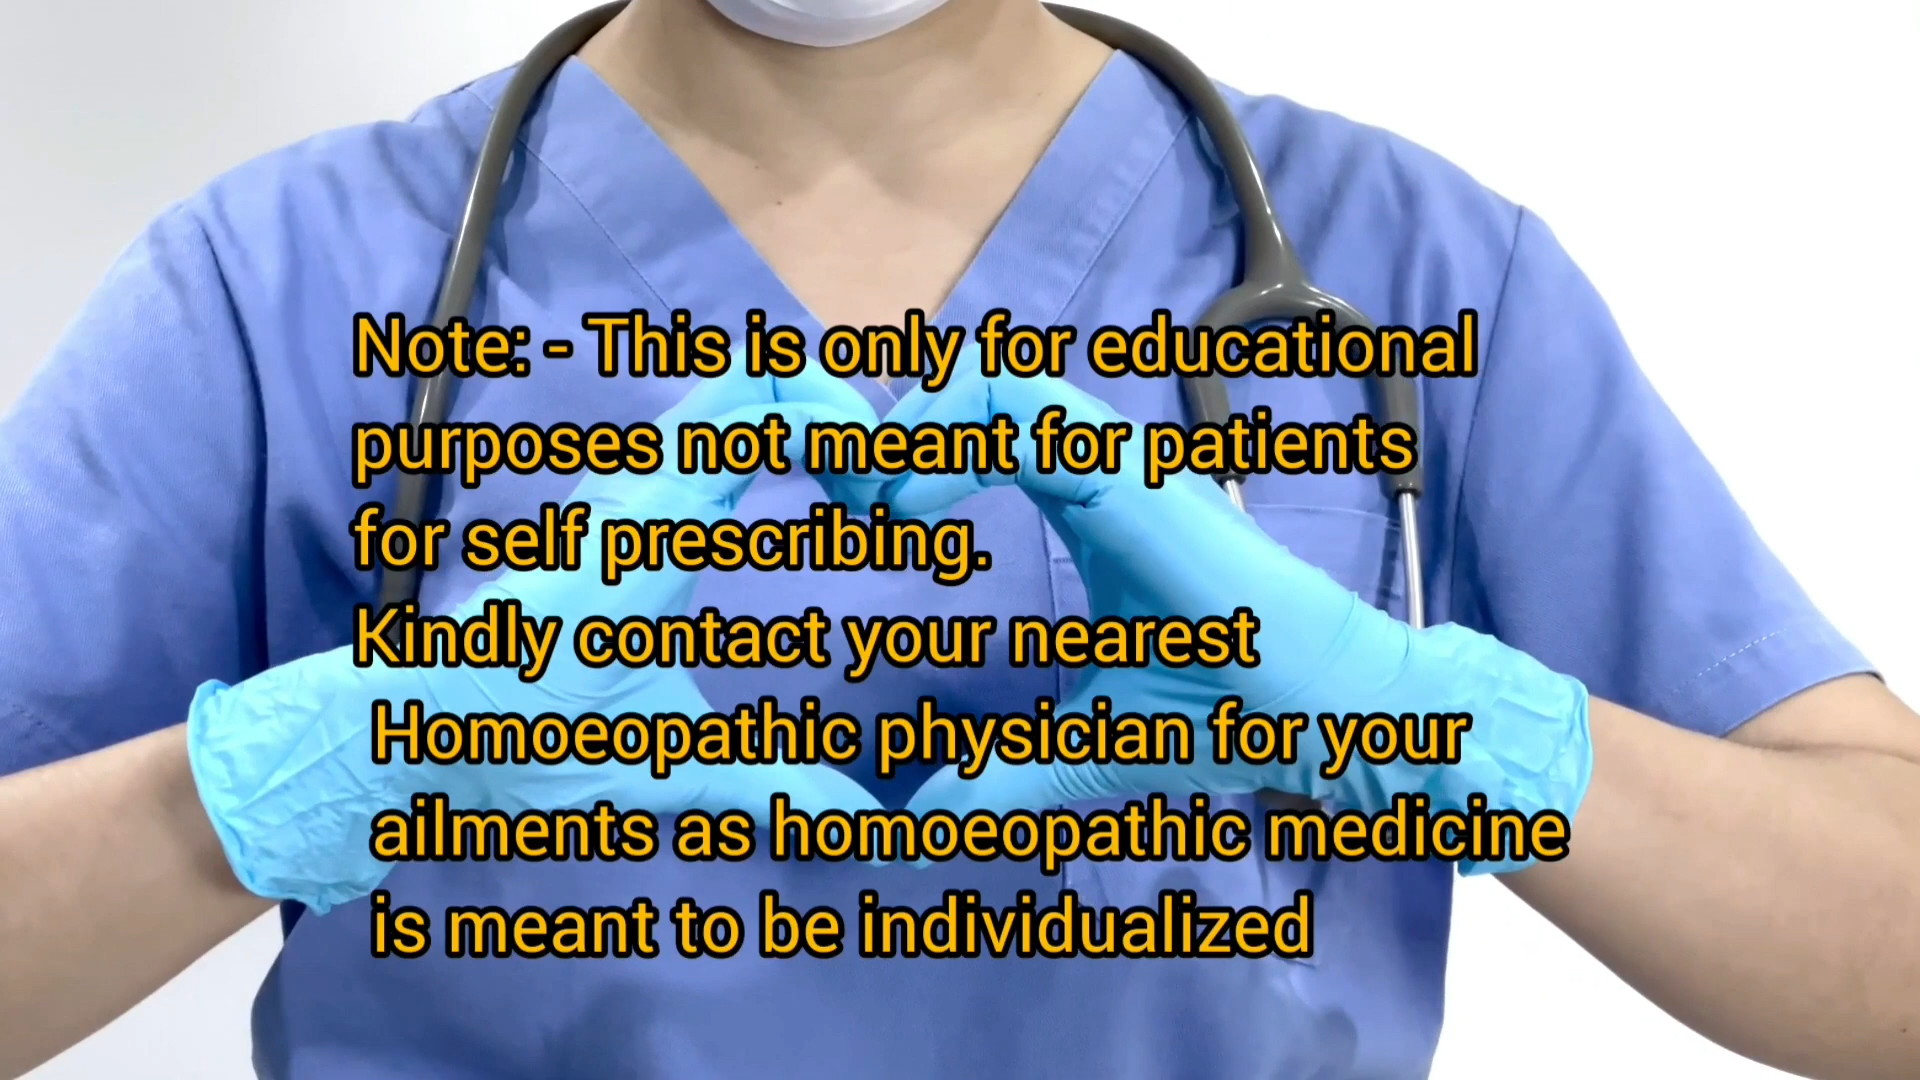 Note: - This is only for educational
purposes not meant for patients
for self prescribing.
Kindly contact your nearest
Homoeopathic physician for your
ailments as homoeopathic medicine
is meant to be individualized